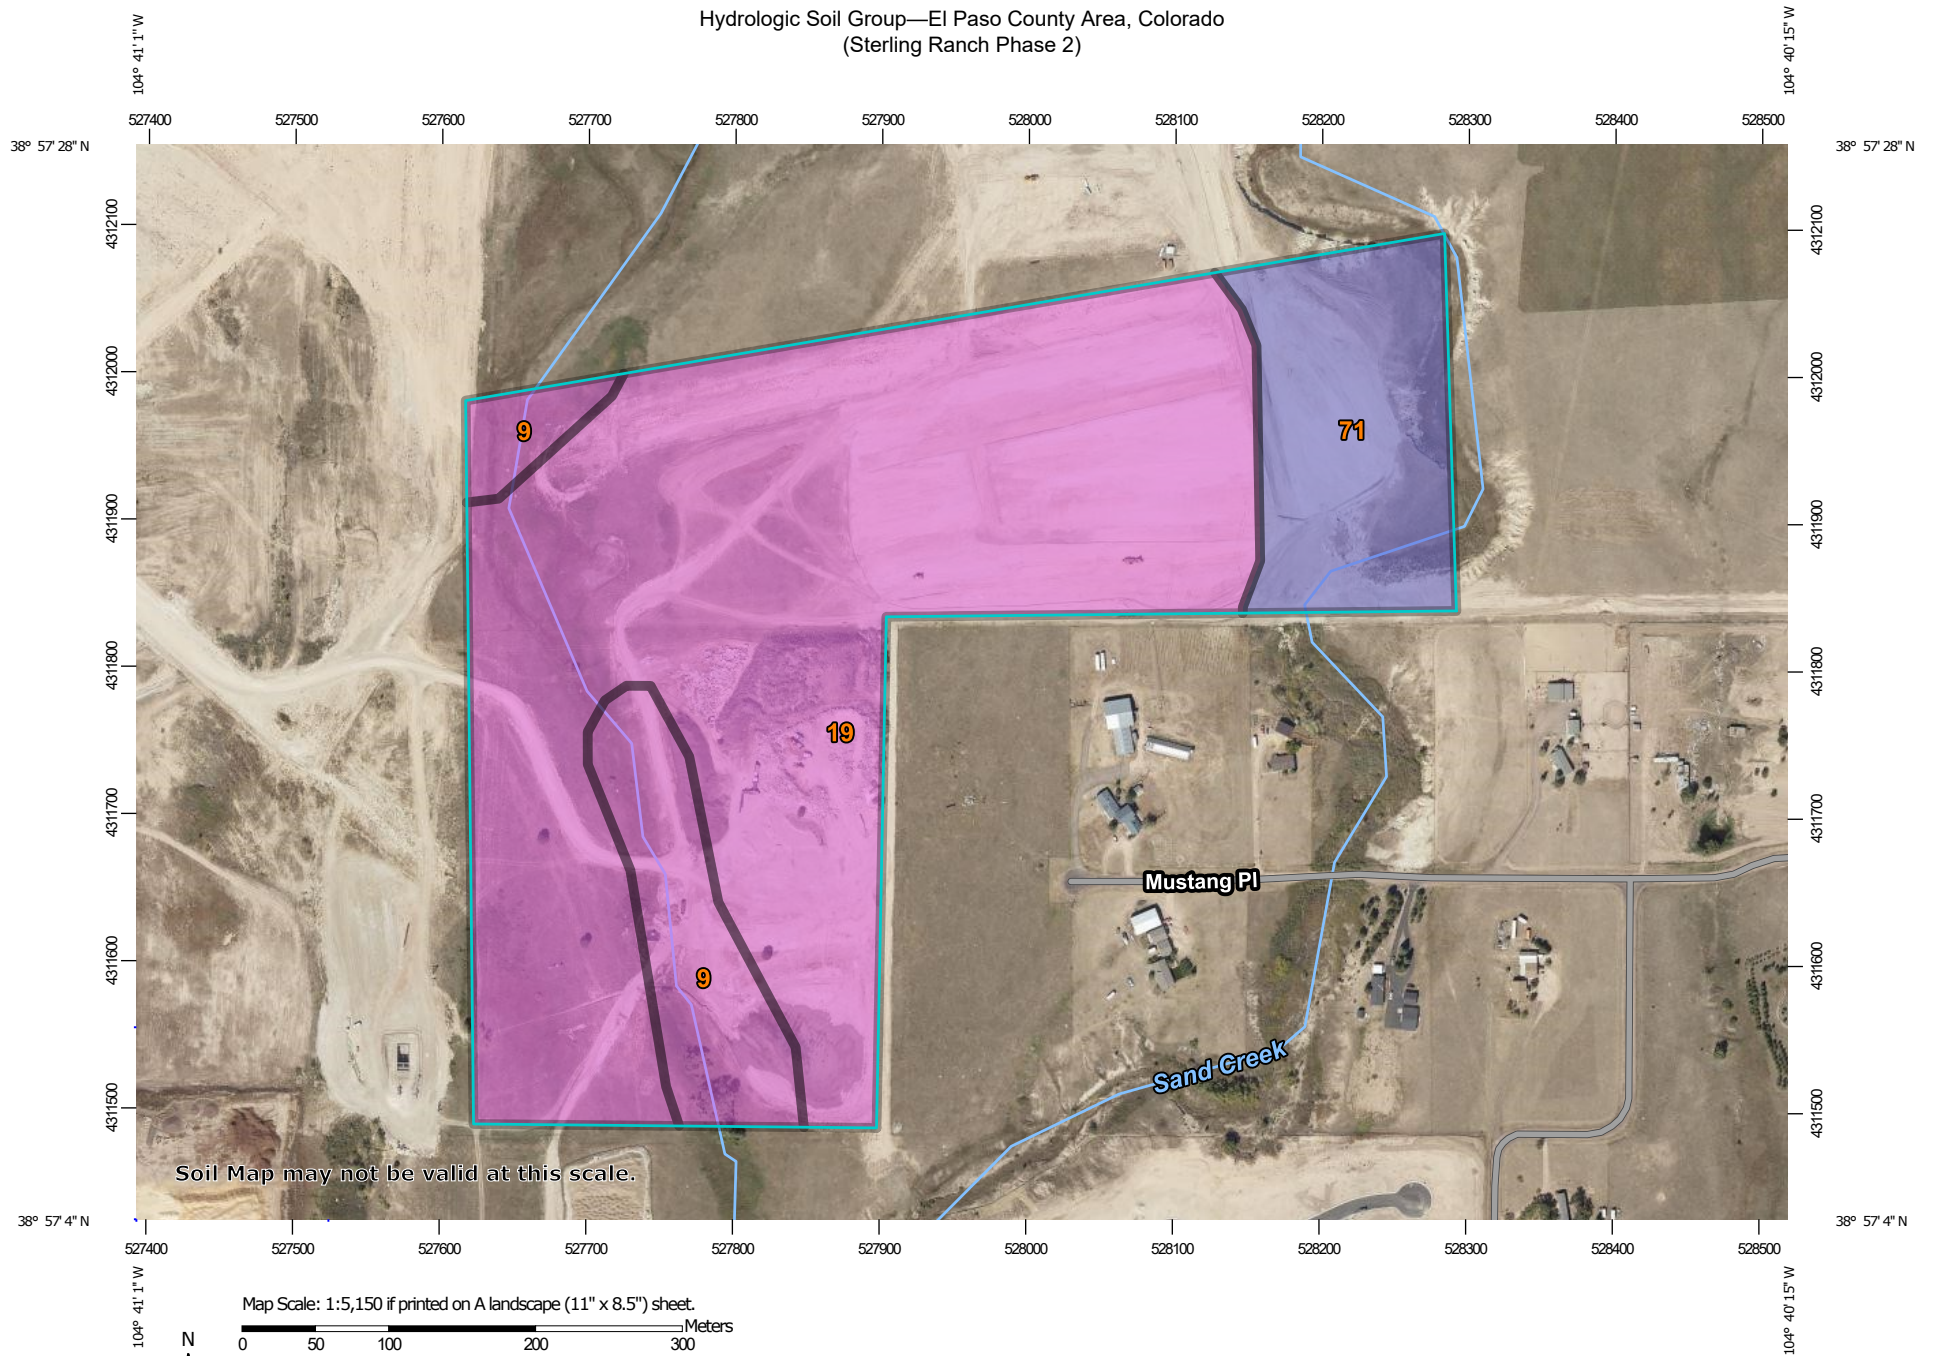 Hydrologic Soil Group—El Paso County Area, Colorado
(Sterling Ranch Phase 2)
104° 41' 1" W
104° 40' 15" W
527400 527500 527600 527700 527800 527900 528000 528100 528200 528300 528400 528500
38° 57' 28" N
38° 57' 28" N
4312100
4312100
4312000
4312000
9
71
4311900
4311900
4311800
4311800
19
4311700
4311700
Mustang Pl
4311600
4311600
9
Sand Creek
4311500
4311500
Soil Map may not be valid at this scale.
38° 57' 4" N
38° 57' 4" N
527400 527500 527600 527700 527800 527900 528000 528100 528200 528300 528400 528500
104° 41' 1" W
104° 40' 15" W
Map Scale: 1:5,150 if printed on A landscape (11" x 8.5") sheet.
Meters
N
0 50 100 200 300